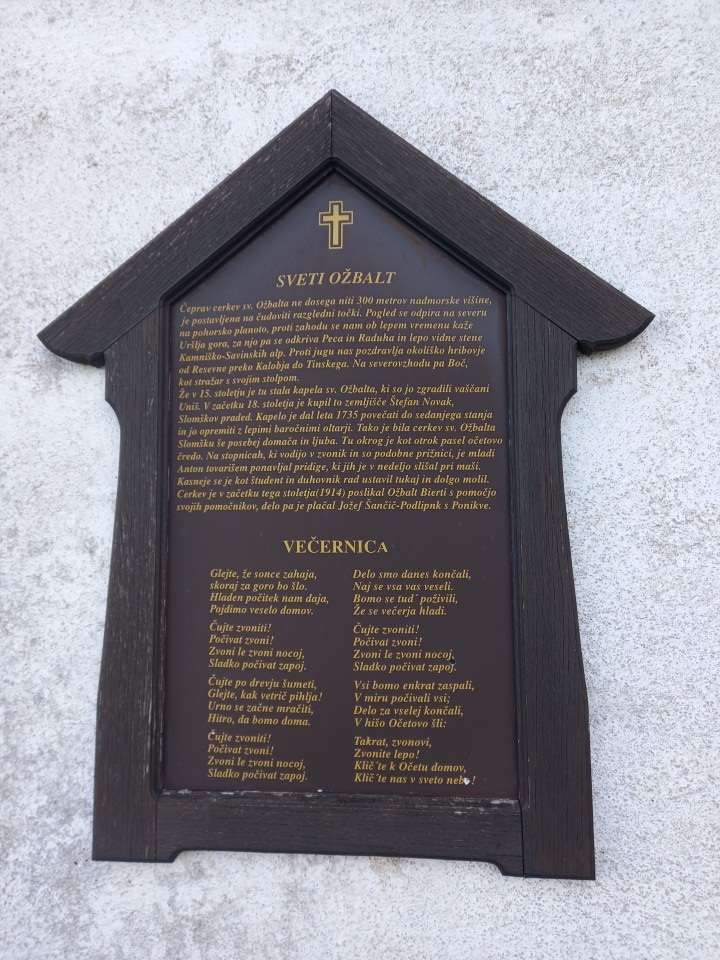 SVETI OŽBALT
Čeprav cerkev sv. Ožbalta ne dosega niti 300 metrov nadmorske višine,
je postavljena na čudoviti razgledni točki. Pogled se odpira na severu
na pohorsko planoto, proti zahodu se nam ob lepem vremenu kaže
Uršlja gora, za njo pa se odkriva Peca in Raduha in lepo vidne stene
Kamniško-Savinskih alp. Proti jugu nas pozdravlja okoliško hribovje
od Resevne preko Kalobja do Tinskega. Na severovzhodu pa Boč,
kot stražar s svojim stolpom.
Že v 15. stoletju je tu stala kapela sv. Ožbalta, ki so jo zgradili vaščani
Uniš. V začetku 18. stoletja je kupil to zemljišče Štefan Novak,
Slomškov praded. Kapelo je dal leta 1735 povečati do sedanjega stanja
in jo opremiti z lepimi baročnimi oltarji. Tako je bila cerkev sv. Ožbalta
Slomšku še posebej domača in ljuba. Tu okrog je kot otrok pasel očetovo
čredo. Na stopnicah, ki vodijo v zvonik in so podobne prižnici, je mladi
Anton tovarišem ponavljal pridige, ki jih je v nedeljo slišal pri maši.
Kasneje se je kot študent in duhovnik rad ustavil tukaj in dolgo molil.
Cerkev je v začetku tega stoletja(1914) poslikal Ožbalt Bierti s pomočjo
svojih pomočnikov, delo pa je plačal Jožef Šančič-Podlipnk s Ponikve.
VEČERNICA
Glejte, že sonce zahaja,
skoraj za goro bo šlo.
Hladen počitek nam daja,
Pojdimo veselo domov.
Čujte zvoniti!
Počivat zvoni!
Zvoni le zvoni nocoj,
Sladko počivat zapoj.
Čujte po drevju šumeti,
Glejte, kak vetrič pihlja!
Urno se začne mračiti,
Hitro, da bomo doma.
Čujte zvoniti!
Počivat zvoni!
Zvoni le zvoni nocoj,
Sladko počivat zapoj.
Delo smo danes končali,
Naj se vsa vas veseli.
Bomo se tud´ poživili,
Že se večerja hladi.
Čujte zvoniti!
Počivat zvoni!
Zvoni le zvoni nocoj,
Sladko počivat zapoj.
Vsi bomo enkrat zaspali,
V miru počivali vsi;
Delo za vselej končali,
V hišo Očetovo šli:
Takrat, zvonovi,
Zvonite lepo!
Klič´te k Očetu domov,
Klič´te nas v sveto nebo!